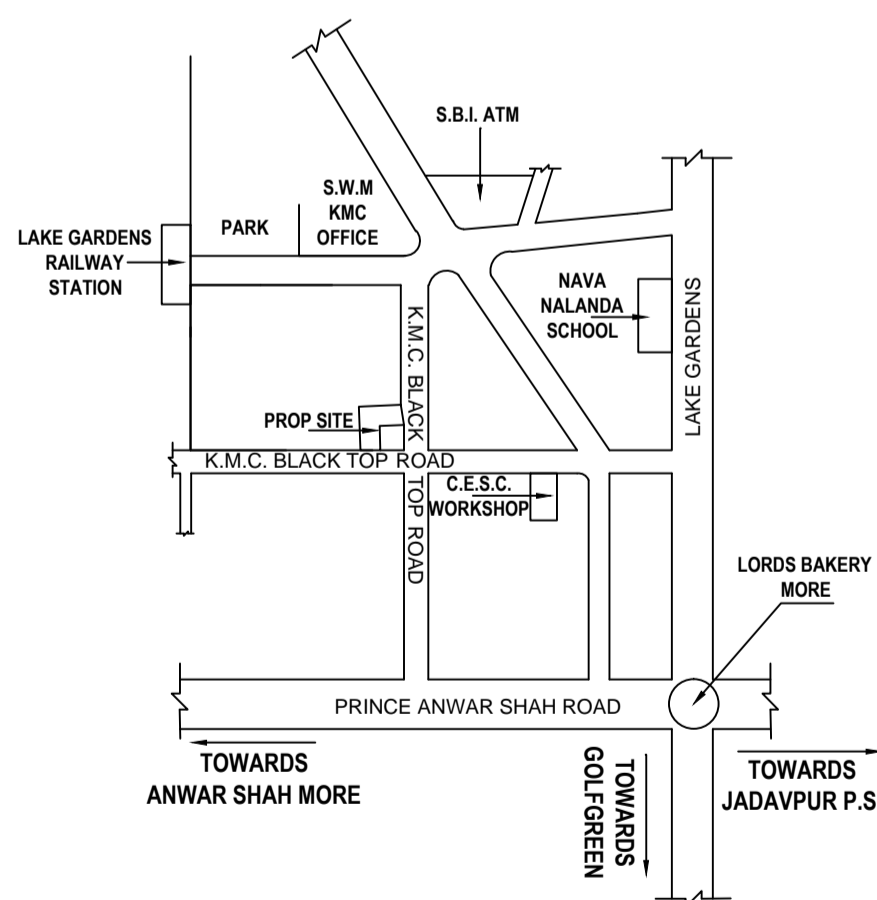 S.B.I. ATM
S.W.M
KMC
OFFICE
PARK
LAKE GARDENS
RAILWAY
STATION
NAVA
NALANDA
SCHOOL
LAKE GARDENS
K.M.C. BLACK TOP ROAD
PROP SITE
K.M.C. BLACK TOP ROAD
C.E.S.C.
WORKSHOP
LORDS BAKERY
MORE
PRINCE ANWAR SHAH ROAD
TOWARDS
ANWAR SHAH MORE
TOWARDS
GOLFGREEN
TOWARDS
JADAVPUR P.S